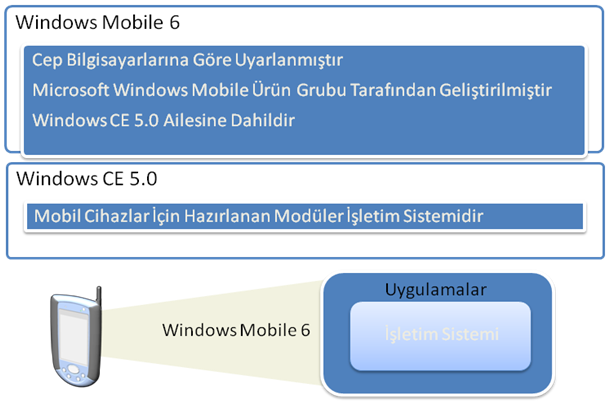 Windows Mobile 6
Cep Bilgisayarlarına Göre Uyarlanmıştır
Microsoft Windows Mobile Ürün Grubu Tarafından Geliştirilmiştir
Windows CE 5.0 Ailesine Dahildir
Windows CE 5.0
Mobil Cihazlar İçin Hazırlanan Modüler İşletim Sistemidir
Uygulamalar
İşletim Sistemi
Windows Mobile 6